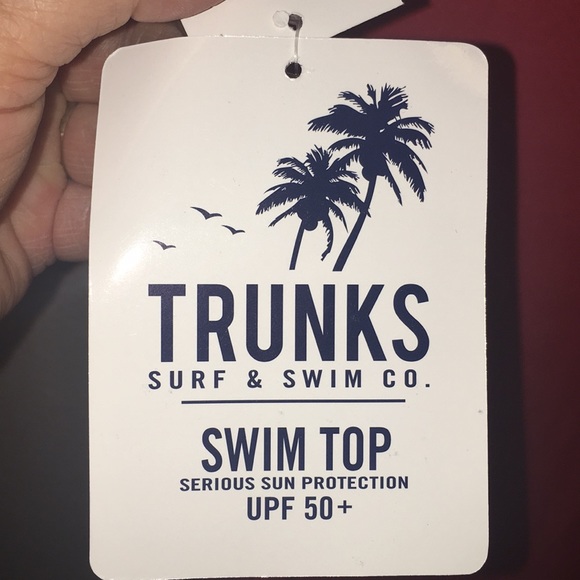 TRUNKS
SURF & SWIM CO.
SWIM TOP
SERIOUS SUN PROTECTION
UPF 50+